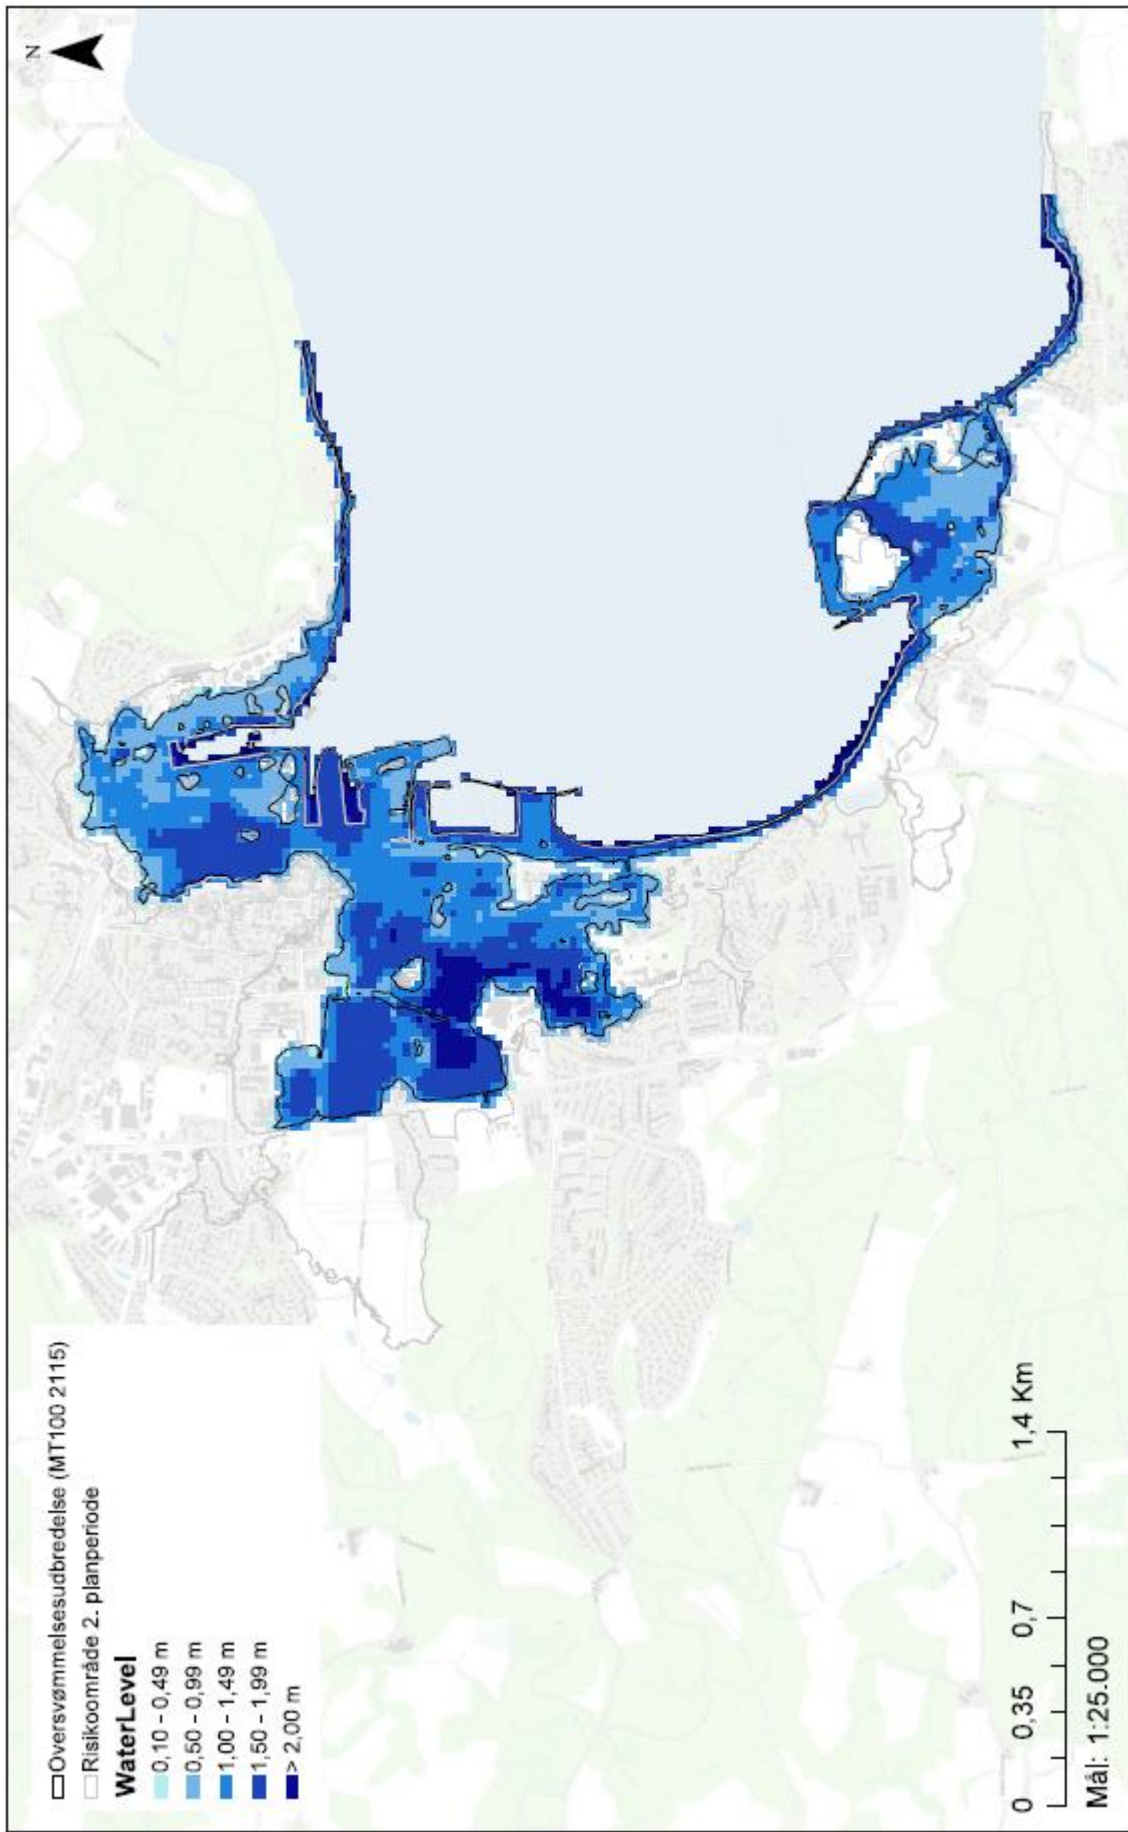 N
Oversvømmelsesudbredelse (MT100 2115)
Risikoområde 2. planperiode
WaterLevel
0,10 - 0,49 m
0,50 - 0,99 m
1,00 - 1,49 m
1,50 - 1,99 m
> 2,00 m
0 0,35 0,7 1,4 Km
Mål: 1:25.000